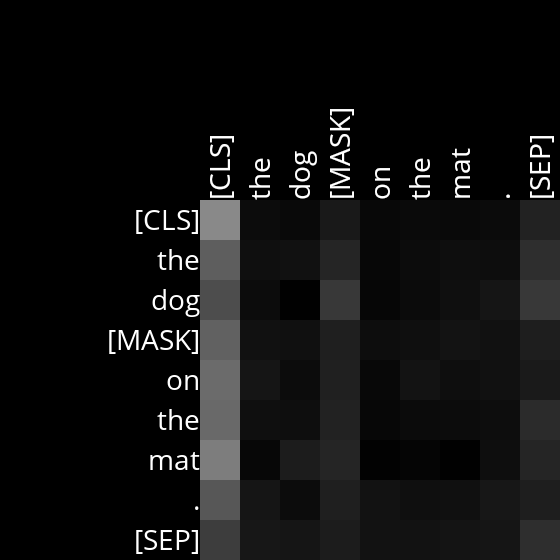 [CLS] the dog [MASK] on the mat . [SEP]
[CLS]
the
dog
[MASK]
on
the
mat
.
[SEP]